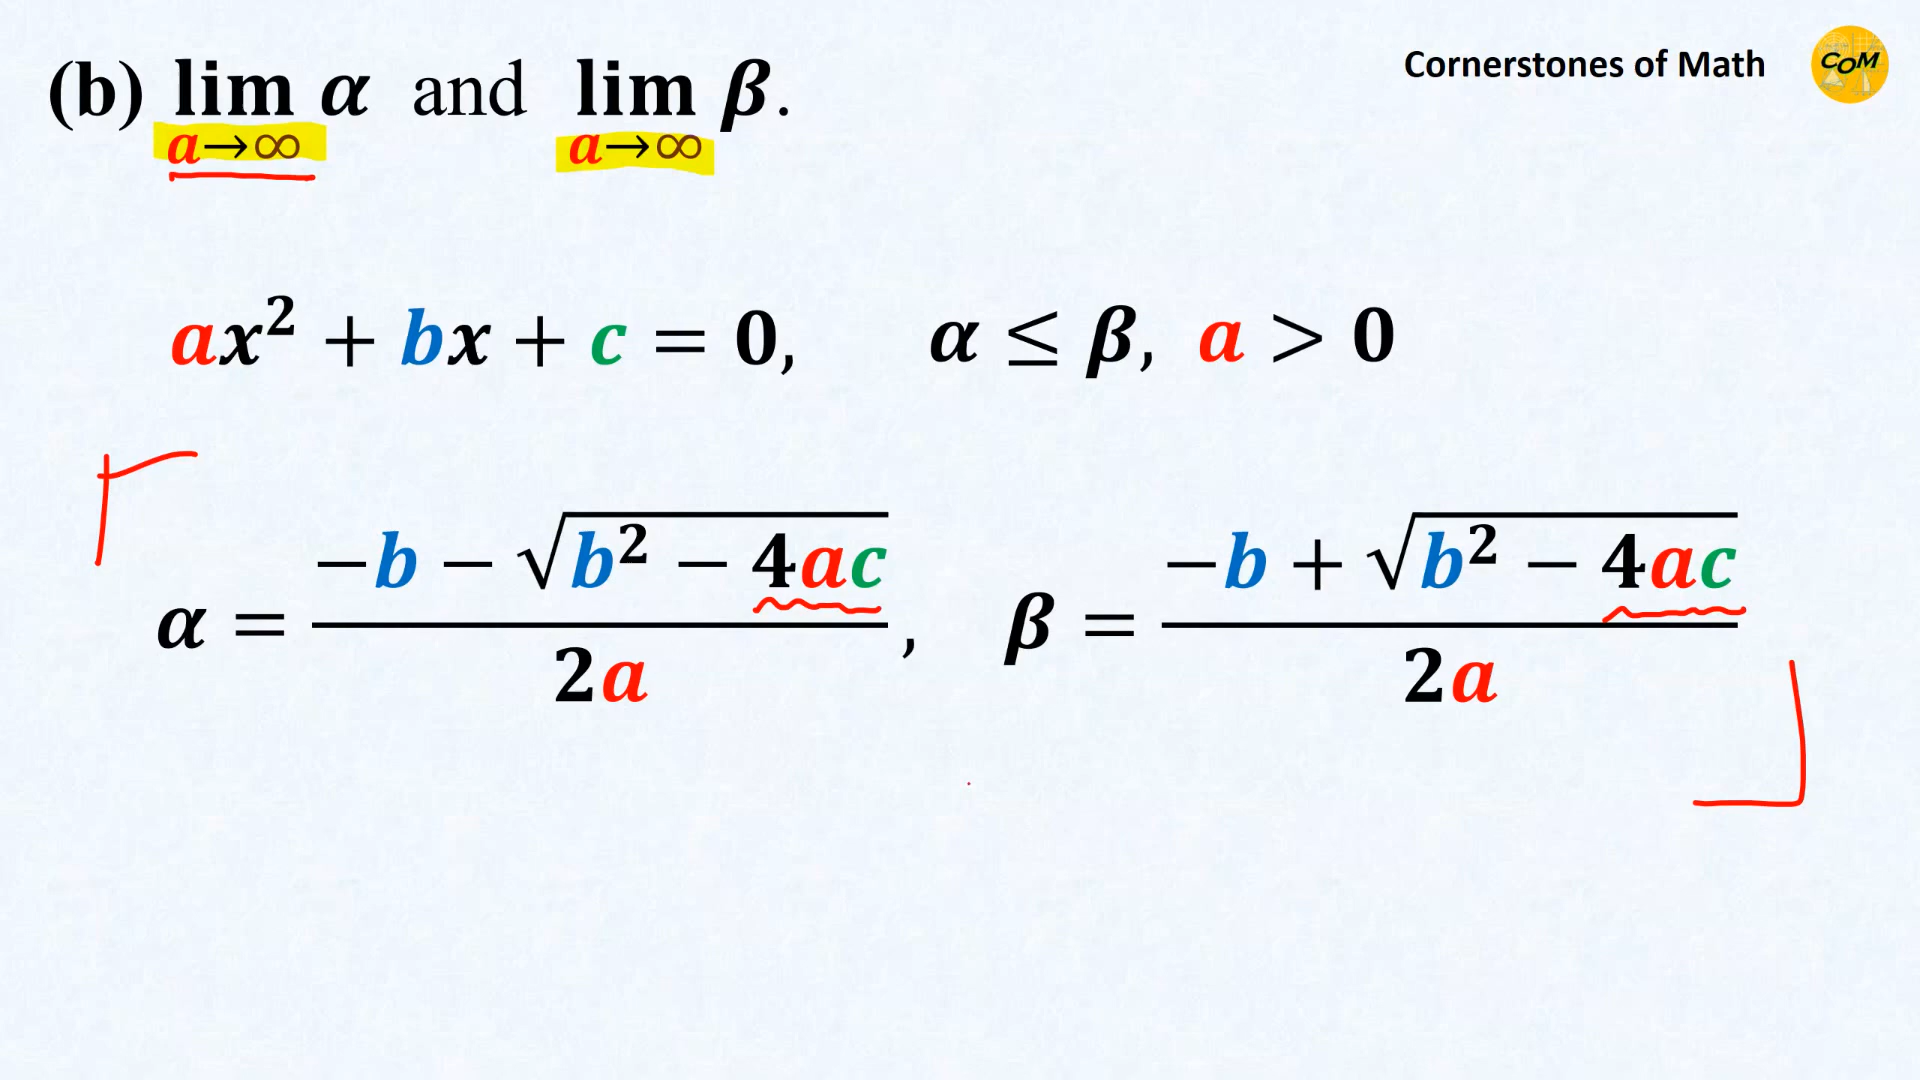 (b) lim α and lim β.
a→∞ a→∞
Cornerstones of Math
COM
ax² + bx + c = 0, α ≤ β, a > 0
α = (−b − √(b² − 4ac)) / 2a, β = (−b + √(b² − 4ac)) / 2a